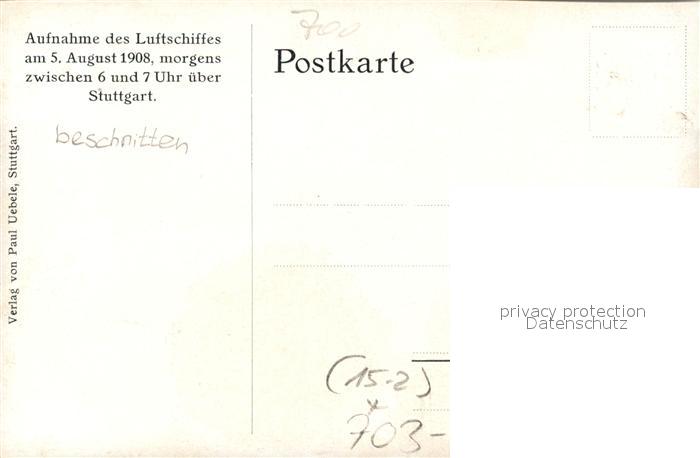 Aufnahme des Luftschiffes
am 5. August 1908, morgens
zwischen 6 und 7 Uhr über
Stuttgart.
beschnitten
Verlag von Paul Uebele, Stuttgart.
700
Postkarte
privacy protection
Datenschutz
(15-2)
x
703-